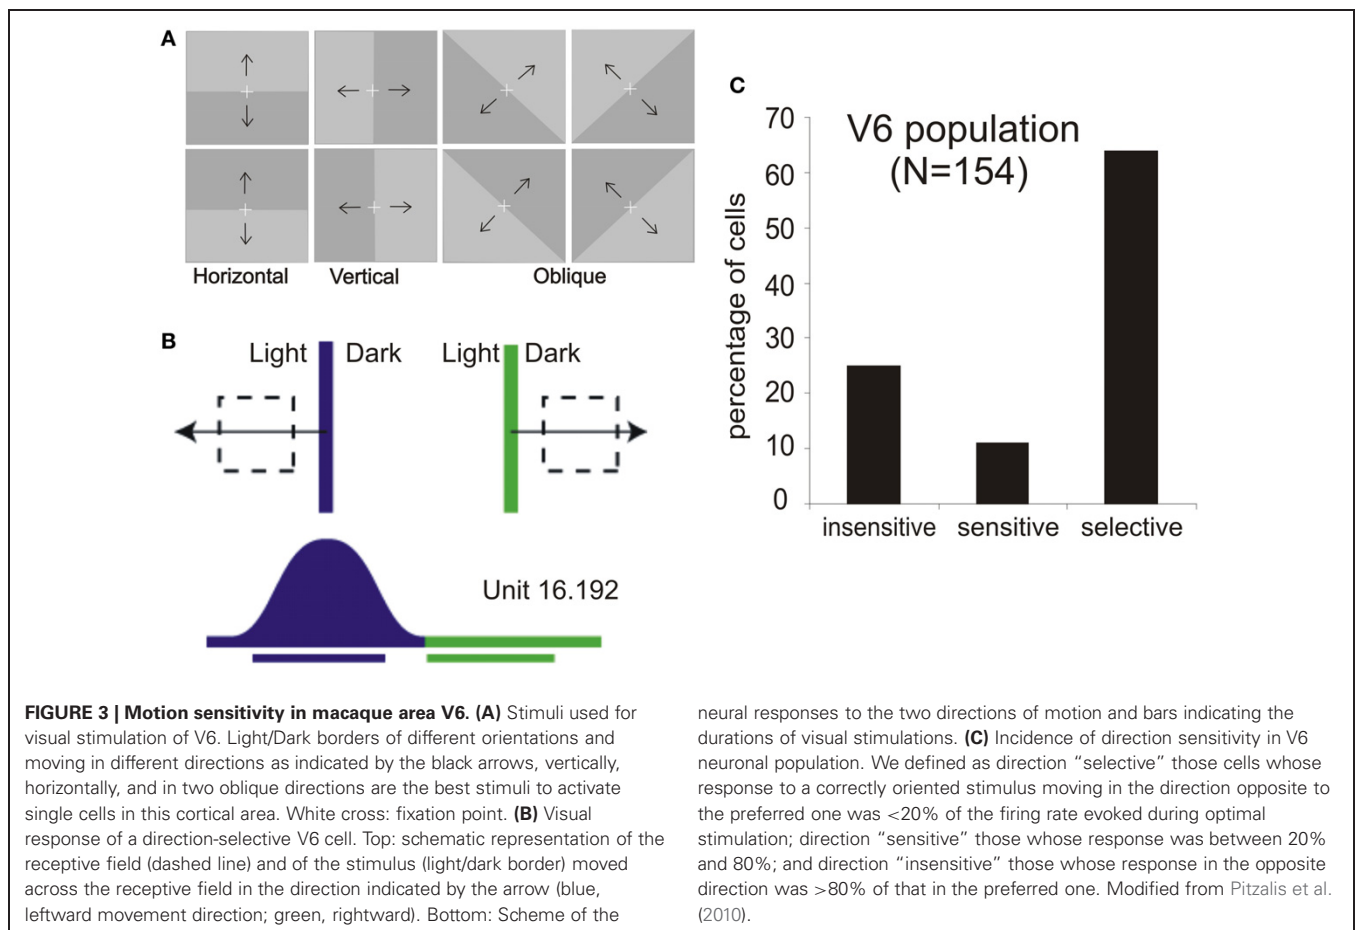 A
Horizontal
Vertical
Oblique
B
Light
Dark
Light
Dark
Unit 16.192
C
V6 population
(N=154)
percentage of cells
70
60
50
40
30
20
10
0
insensitive
sensitive
selective
FIGURE 3 | Motion sensitivity in macaque area V6. (A) Stimuli used for
visual stimulation of V6. Light/Dark borders of different orientations and
moving in different directions as indicated by the black arrows, vertically,
horizontally, and in two oblique directions are the best stimuli to activate
single cells in this cortical area. White cross: fixation point. (B) Visual
response of a direction-selective V6 cell. Top: schematic representation of the
receptive field (dashed line) and of the stimulus (light/dark border) moved
across the receptive field in the direction indicated by the arrow (blue,
leftward movement direction; green, rightward). Bottom: Scheme of the
neural responses to the two directions of motion and bars indicating the
durations of visual stimulations. (C) Incidence of direction sensitivity in V6
neuronal population. We defined as direction “selective” those cells whose
response to a correctly oriented stimulus moving in the direction opposite to
the preferred one was <20% of the firing rate evoked during optimal
stimulation; direction “sensitive” those whose response was between 20%
and 80%; and direction “insensitive” those whose response in the opposite
direction was >80% of that in the preferred one. Modified from Pitzalis et al.
(2010).